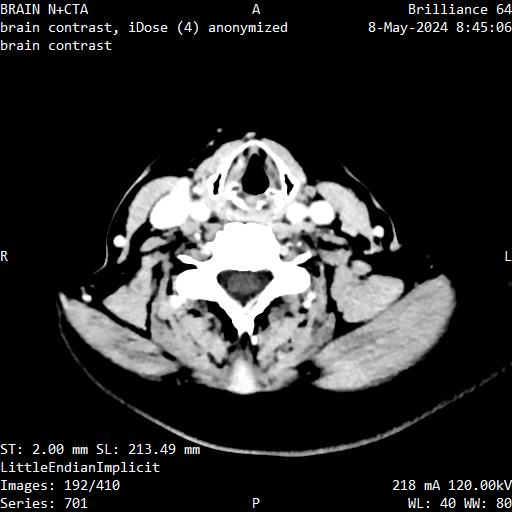 BRAIN N+CTA
A
Brilliance 64
brain contrast, iDose (4) anonymized
8-May-2024 8:45:06
brain contrast
R
L
ST: 2.00 mm SL: 213.49 mm
LittleEndianImplicit
Images: 192/410
218 mA 120.00kV
Series: 701
P
WL: 40 WW: 80